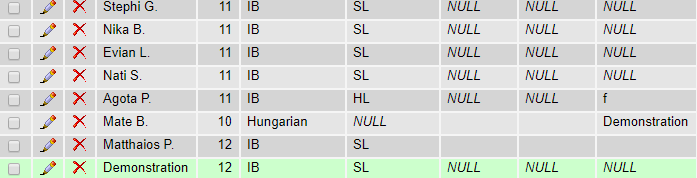 Stephi G. 11 IB SL NULL NULL NULL
Nika B. 11 IB SL NULL NULL NULL
Evian L. 11 IB SL NULL NULL NULL
Nati S. 11 IB SL NULL NULL NULL
Agota P. 11 IB HL NULL NULL f
Mate B. 10 Hungarian NULL Demonstration
Matthaios P. 12 IB SL
Demonstration 12 IB SL NULL NULL NULL